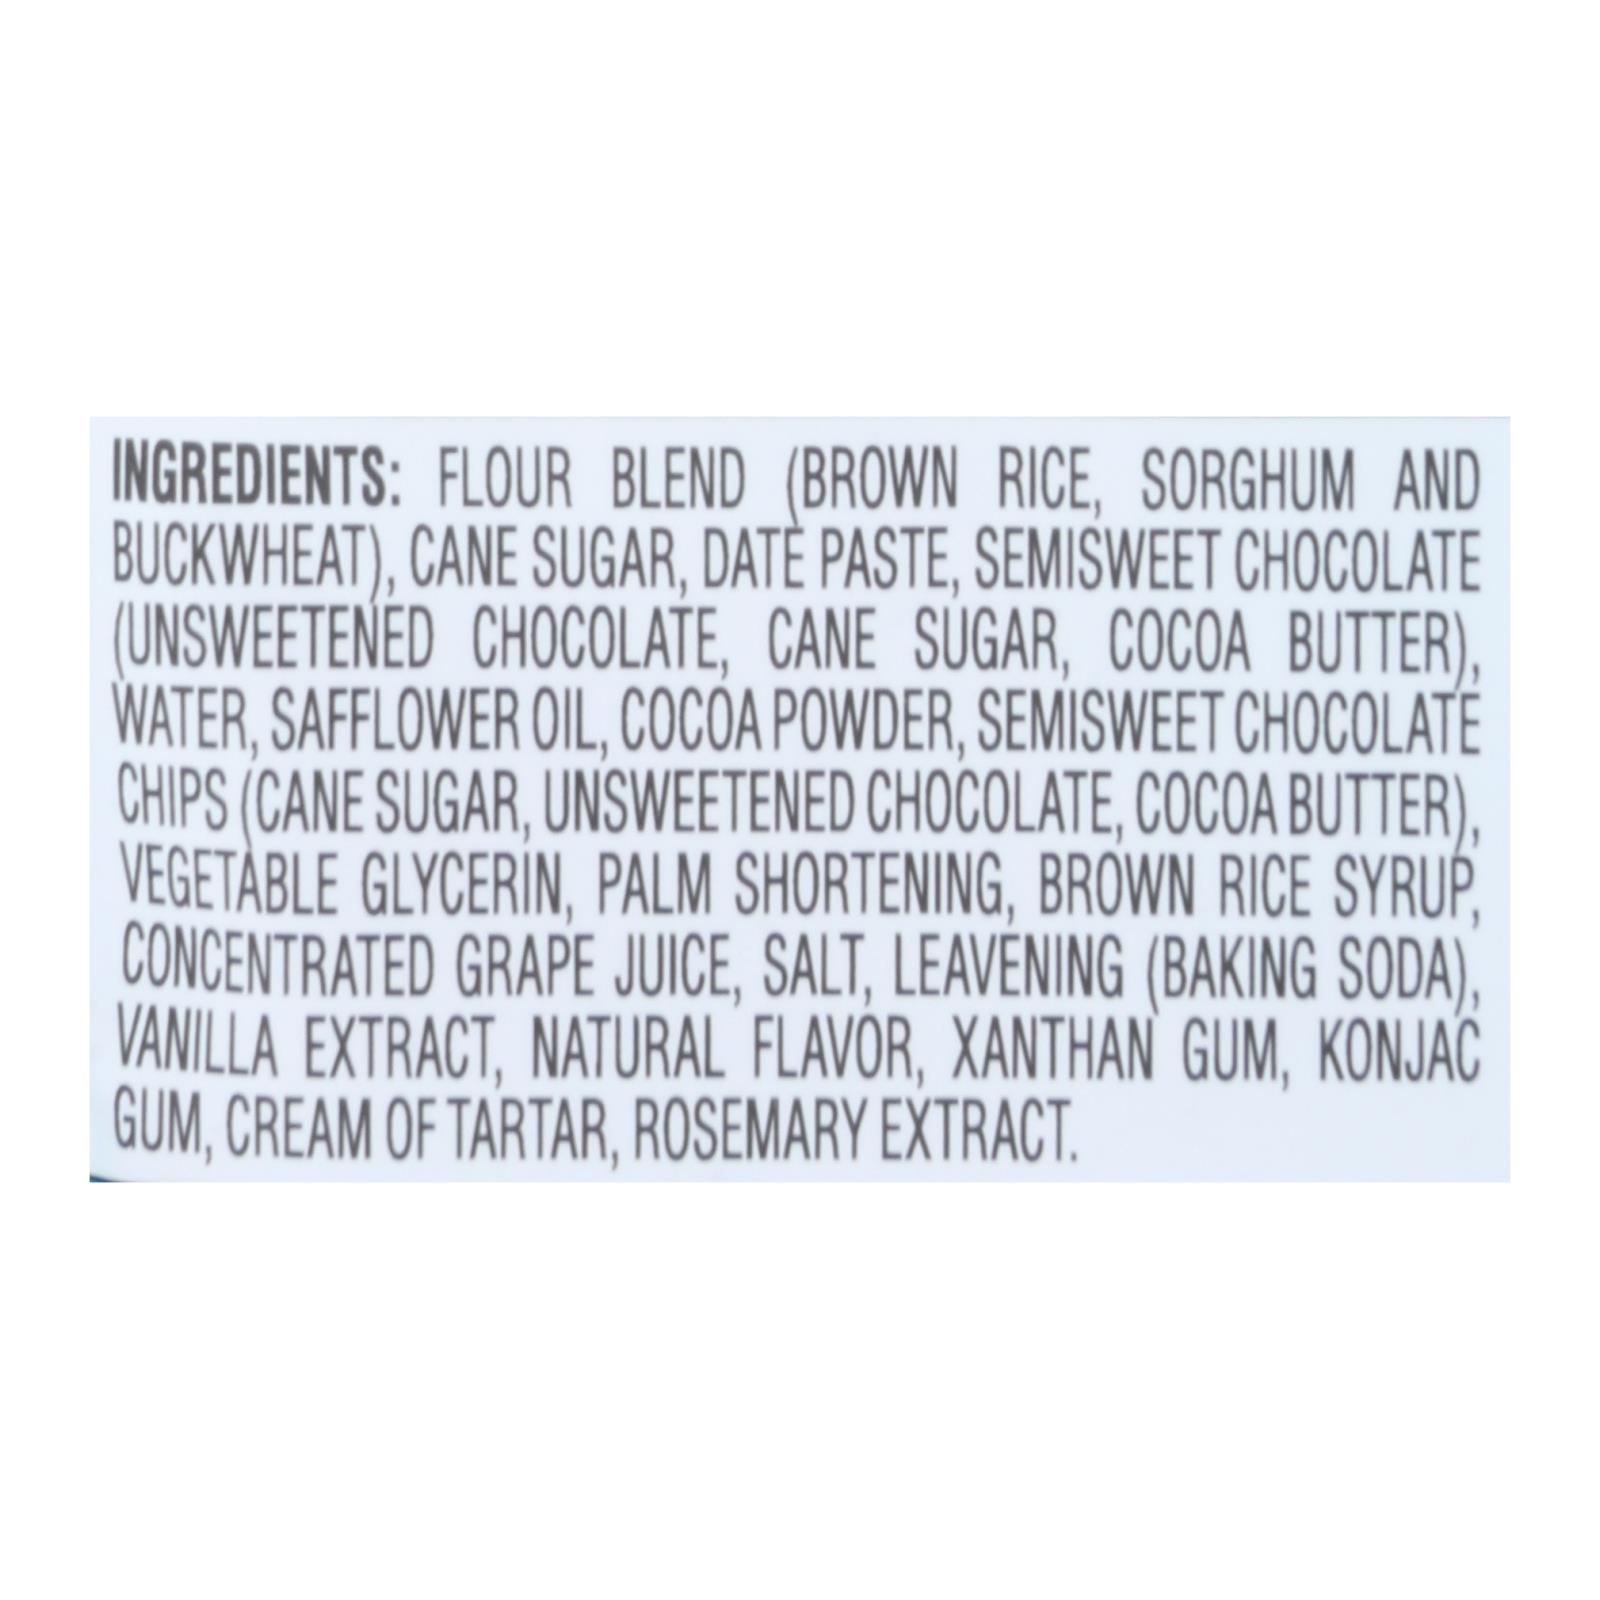 INGREDIENTS: FLOUR BLEND (BROWN RICE, SORGHUM AND
BUCKWHEAT), CANE SUGAR, DATE PASTE, SEMISWEET CHOCOLATE
(UNSWEETENED CHOCOLATE, CANE SUGAR, COCOA BUTTER),
WATER, SAFFLOWER OIL, COCOA POWDER, SEMISWEET CHOCOLATE
CHIPS (CANE SUGAR, UNSWEETENED CHOCOLATE, COCOA BUTTER),
VEGETABLE GLYCERIN, PALM SHORTENING, BROWN RICE SYRUP,
CONCENTRATED GRAPE JUICE, SALT, LEAVENING (BAKING SODA),
VANILLA EXTRACT, NATURAL FLAVOR, XANTHAN GUM, KONJAC
GUM, CREAM OF TARTAR, ROSEMARY EXTRACT.